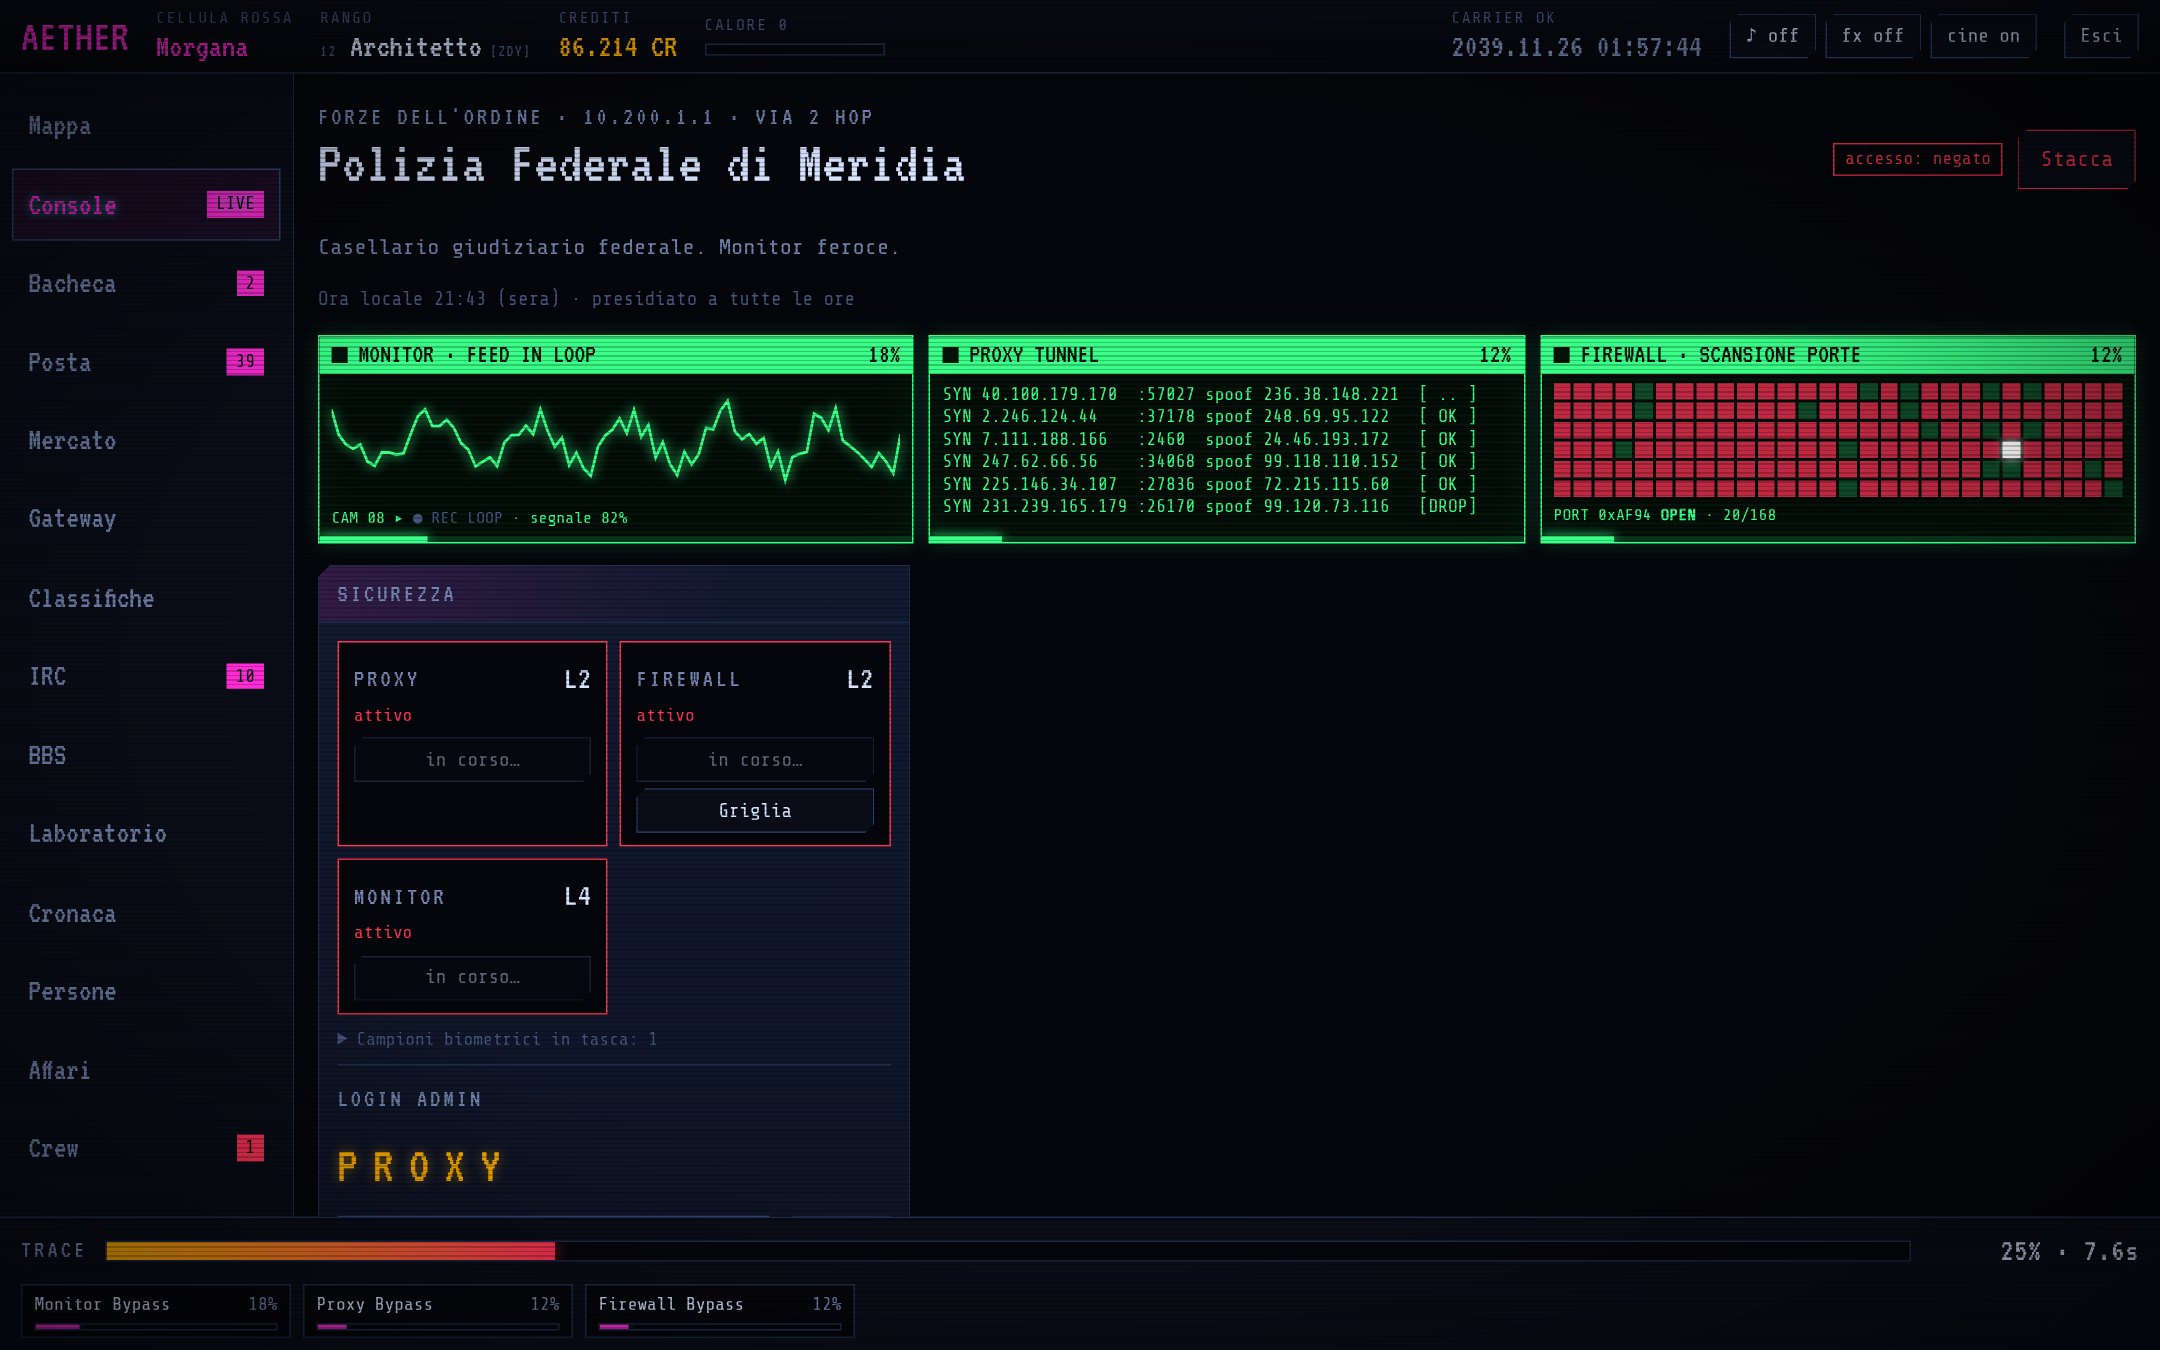 AETHER
CELLULA ROSSA
Morgana
RANGO
12 Architetto [ZDY]
CREDITI
86.214 CR
CALORE 0
CARRIER OK
2039.11.26 01:57:44
♪ off
fx off
cine on
Esci
Mappa
Console LIVE
Bacheca 2
Posta 39
Mercato
Gateway
Classifiche
IRC 10
BBS
Laboratorio
Cronaca
Persone
Affari
Crew 1
FORZE DELL'ORDINE · 10.200.1.1 · VIA 2 HOP
Polizia Federale di Meridia
accesso: negato
Stacca
Casellario giudiziario federale. Monitor feroce.
Ora locale 21:43 (sera) · presidiato a tutte le ore
MONITOR · FEED IN LOOP 18%
CAM 08 ▸ ● REC LOOP · segnale 82%
PROXY TUNNEL 12%
SYN 40.100.179.170 :57027 spoof 236.38.148.221 [ .. ]
SYN 2.246.124.44 :37178 spoof 248.69.95.122 [ OK ]
SYN 7.111.188.166 :2460 spoof 24.46.193.172 [ OK ]
SYN 247.62.66.56 :34068 spoof 99.118.110.152 [ OK ]
SYN 225.146.34.107 :27836 spoof 72.215.115.60 [ OK ]
SYN 231.239.165.179 :26170 spoof 99.120.73.116 [DROP]
FIREWALL · SCANSIONE PORTE 12%
PORT 0xAF94 OPEN · 20/168
SICUREZZA
PROXY L2
attivo
in corso…
FIREWALL L2
attivo
in corso…
Griglia
MONITOR L4
attivo
in corso…
▶ Campioni biometrici in tasca: 1
LOGIN ADMIN
PROXY
TRACE
25% · 7.6s
Monitor Bypass 18%
Proxy Bypass 12%
Firewall Bypass 12%